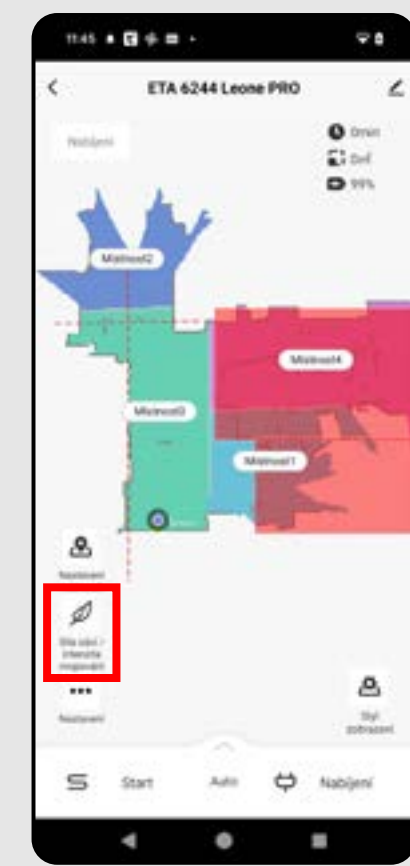 11:45
ETA 6244 Leone PRO
Nabíjení
0min
0m²
99%
Místnost2
Místnost4
Místnost3
Místnost1
Nastavení
Síla sání /
intenzita
mopování
Nastavení
Styl
zobrazení
Start
Auto
Nabíjení